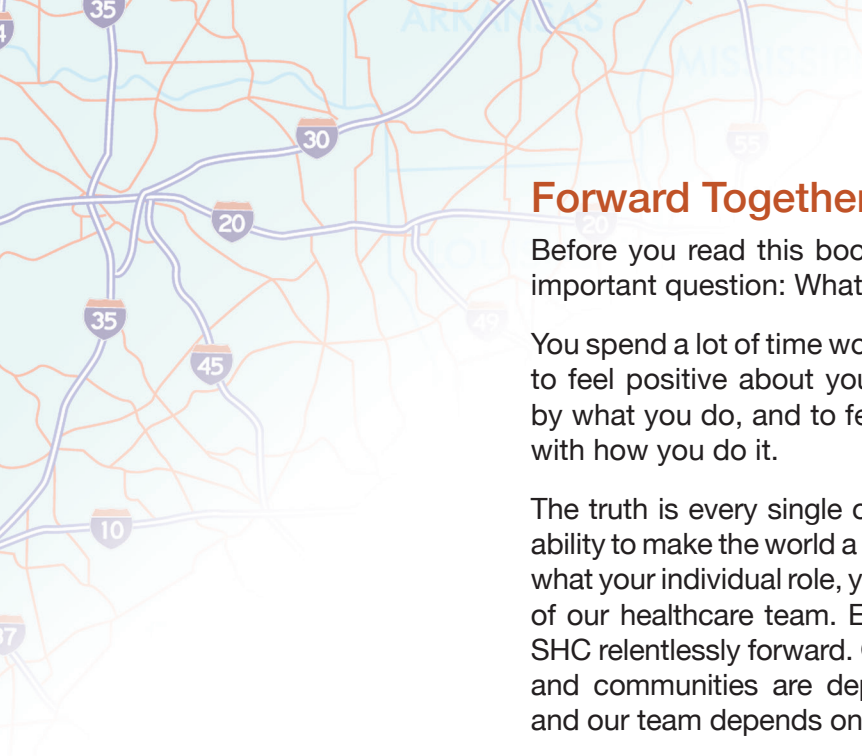 35
ARKANSAS
30
55
20
20
35
49
45
10
Forward Together
Before you read this boo
important question: What
You spend a lot of time wo
to feel positive about you
by what you do, and to fe
with how you do it.
The truth is every single o
ability to make the world a
what your individual role, y
of our healthcare team. E
SHC relentlessly forward.
and communities are dep
and our team depends on